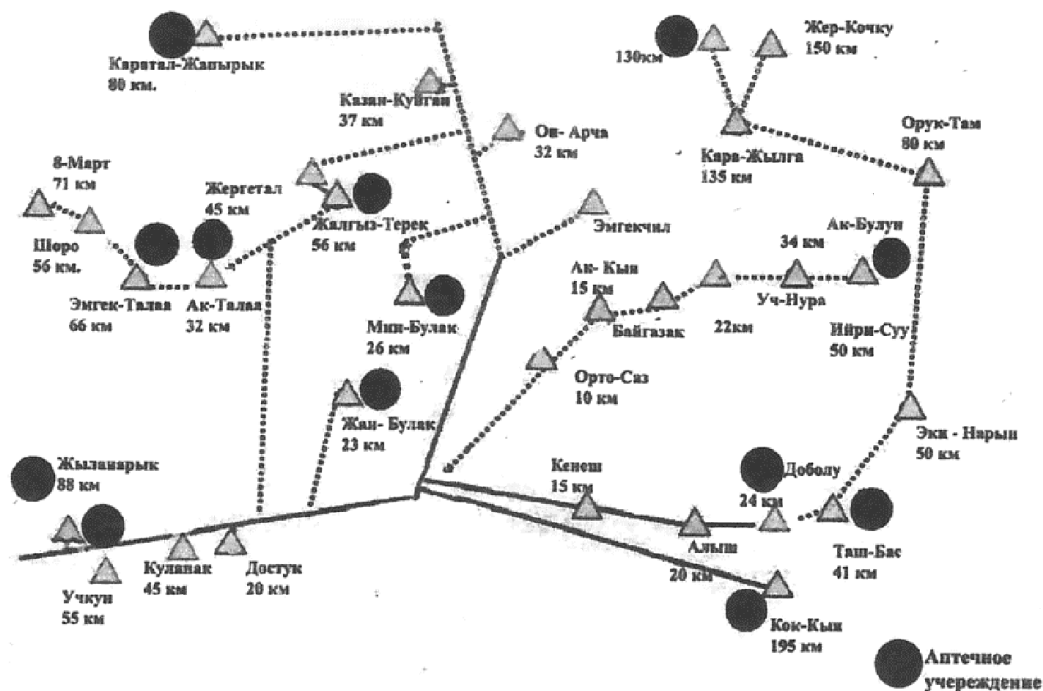 Каратал-Жапырык
80 км.
Казан-Куйган
37 км
Он- Арча
32 км
130км
Жер-Кочку
150 км
Кара-Жылга
135 км
Орук-Там
80 км
8-Март
71 км
Жергетал
45 км
Жалгыз-Терек
56 км
Эмгекчил
Шоро
56 км.
Эмгек-Талаа
66 км
Ак-Талаа
32 км
Мин-Булак
26 км
Ак- Кыя
15 км
Байгазак
22км
34 км
Уч-Нура
Ак-Булун
Ийри-Суу
50 км
Орто-Саз
10 км
Жан- Булак
23 км
Эки - Нарын
50 км
Жыланарык
88 км
Кенеш
15 км
Доболу
24 км
Учкун
55 км
Куланак
45 км
Достук
20 км
Алыш
20 км
Таш-Бас
41 км
Кок-Кыя
195 км
Аптечное
учереждение